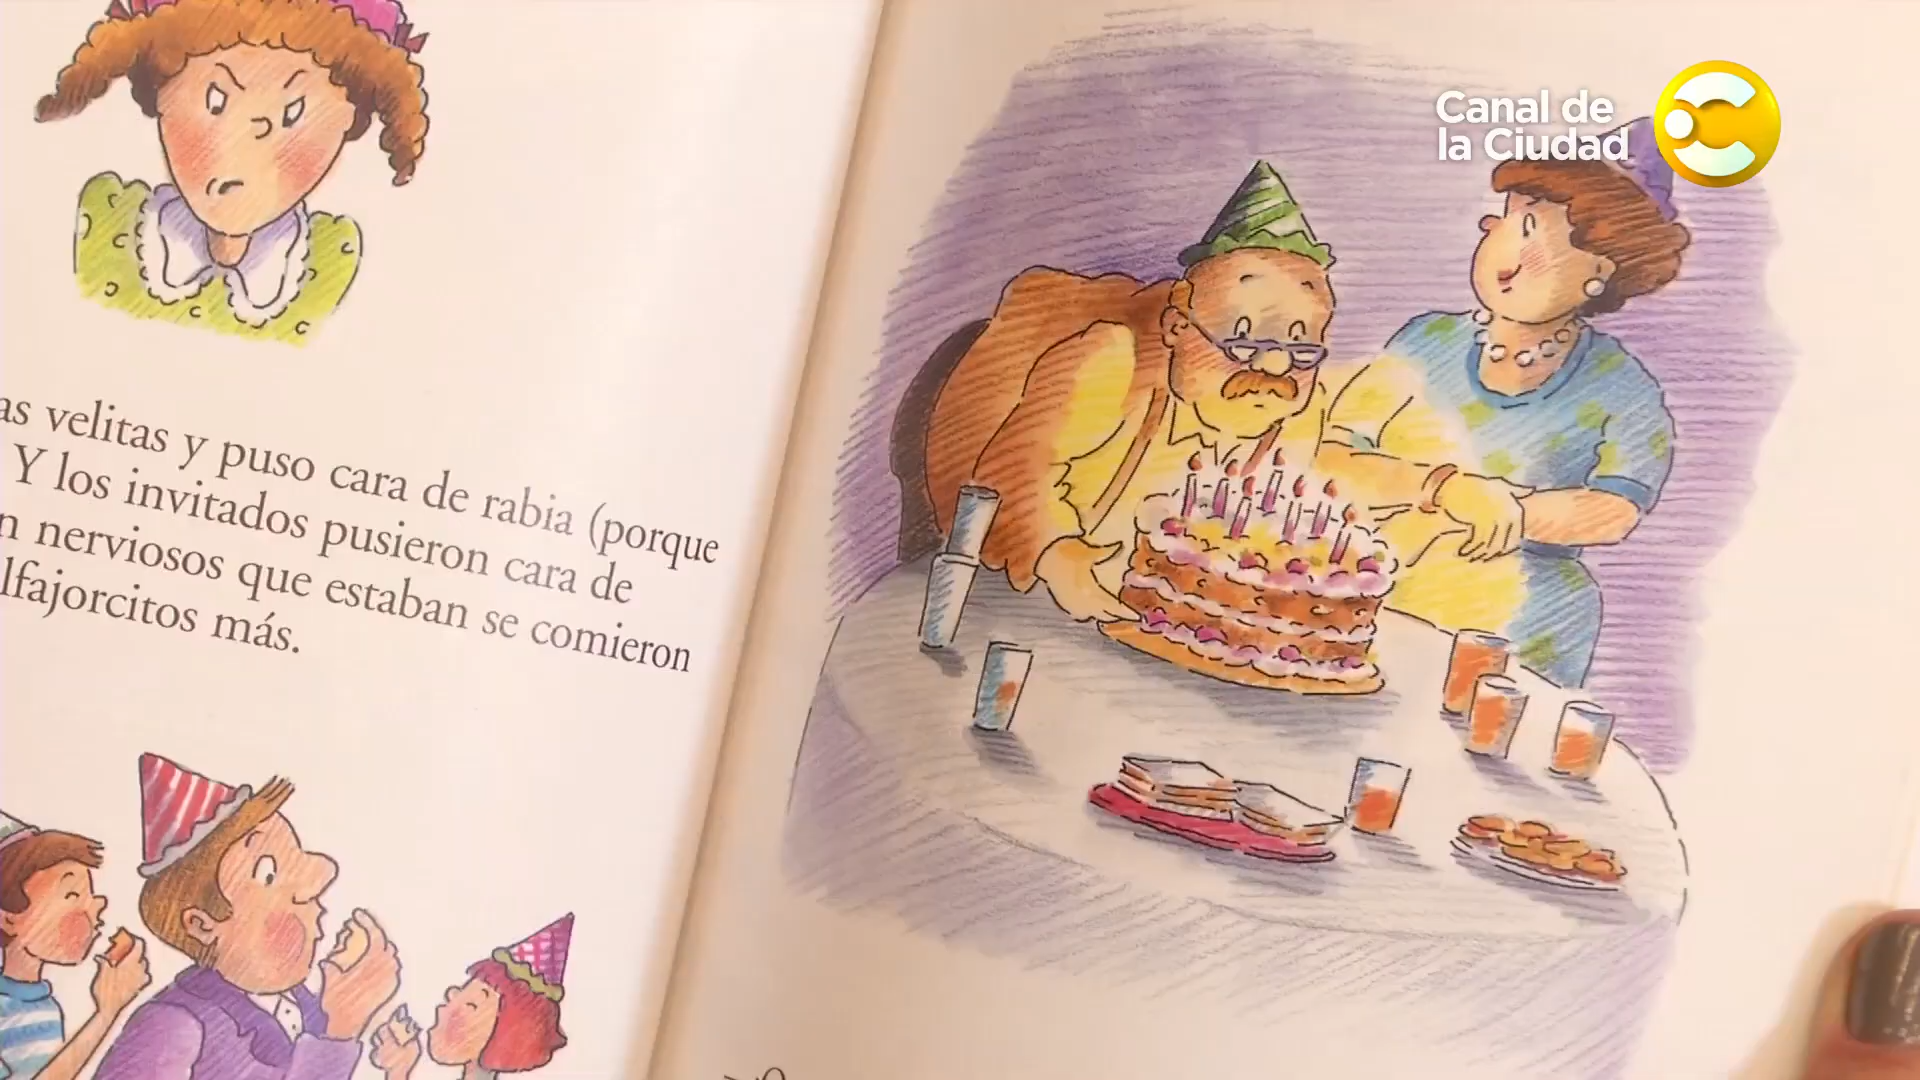 as velitas y puso cara de rabia (porque
Y los invitados pusieron cara de
n nerviosos que estaban se comieron
lfajorcitos más.
Canal de
la Ciudad